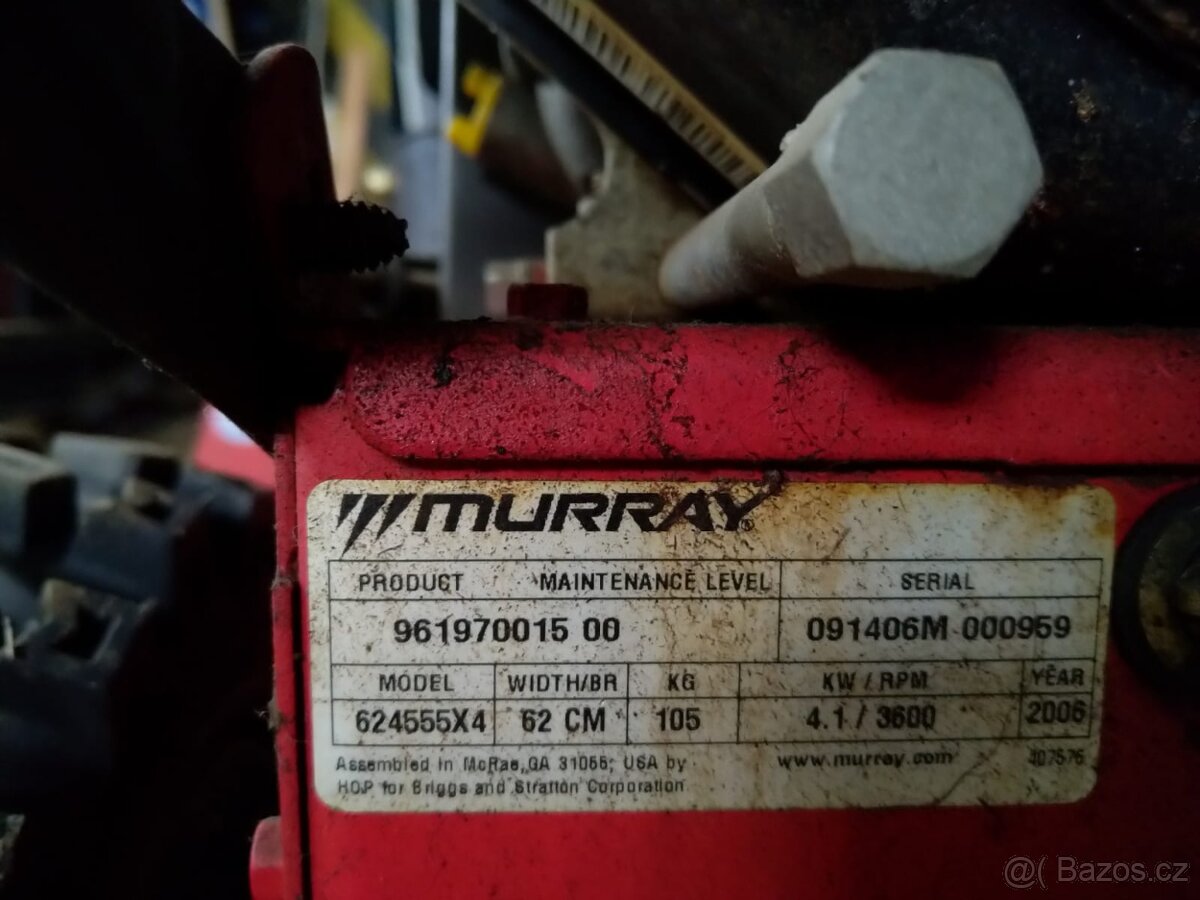 MURRAY®
PRODUCT MAINTENANCE LEVEL SERIAL
961970015 00 091406M 000959
MODEL WIDTH/BR KG KW / RPM YEAR
624555X4 62 CM 105 4.1 / 3600 2006
Assembled in McRae, GA 31055; USA by www.murray.com 407576
HOP for Briggs and Stratton Corporation
@( Bazos.cz